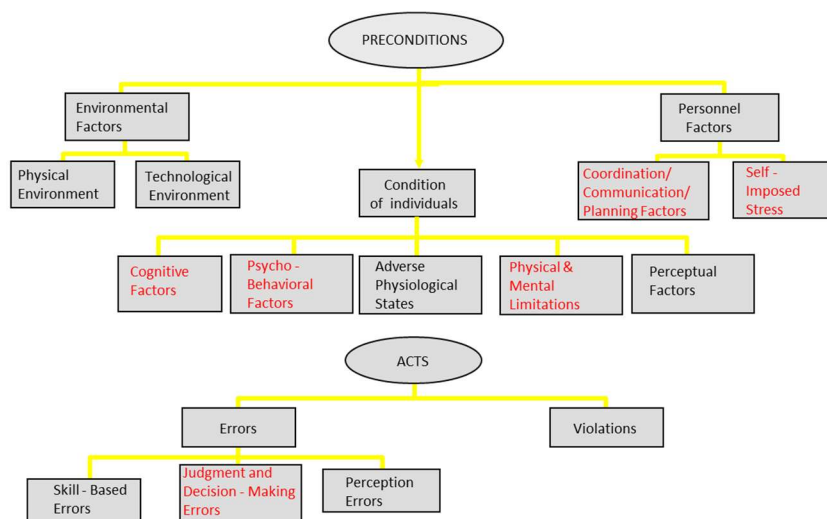 PRECONDITIONS
Environmental
Factors
Personnel
Factors
Physical
Environment
Technological
Environment
Condition
of individuals
Coordination/
Communication/
Planning Factors
Self -
Imposed
Stress
Cognitive
Factors
Psycho -
Behavioral
Factors
Adverse
Physiological
States
Physical &
Mental
Limitations
Perceptual
Factors
ACTS
Errors
Violations
Skill - Based
Errors
Judgment and
Decision - Making
Errors
Perception
Errors